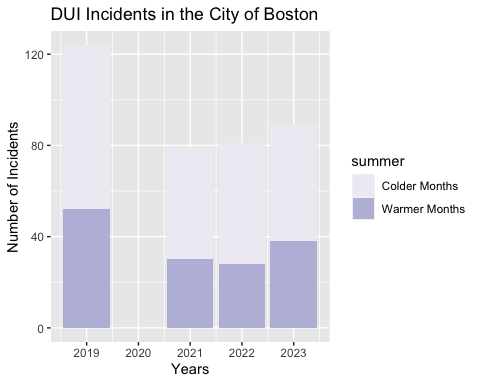 DUI Incidents in the City of Boston
120
80
40
0
Number of Incidents
2019 2020 2021 2022 2023
Years
summer
Colder Months
Warmer Months